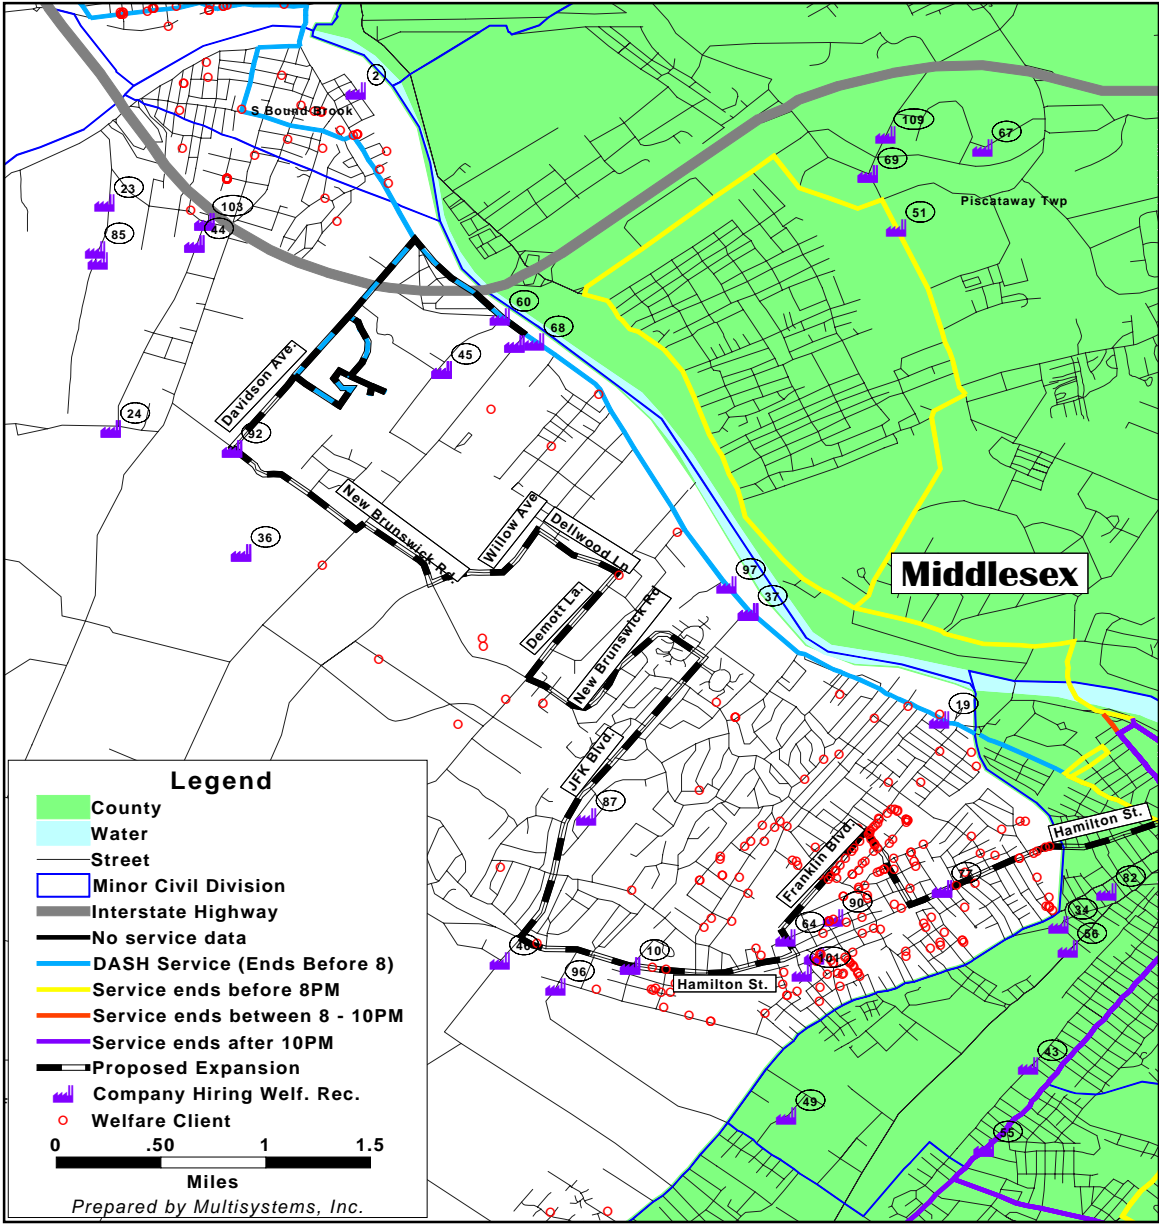 2
S Bound Brook
109
67
69
23
103
Piscataway Twp
51
44
85
60
68
45
Davidson Ave.
24
92
New Brunswick Rd.
Willow Ave
Dellwood Ln.
36
97
Middlesex
37
Demott La.
New Brunswick Rd
19
JFK Blvd.
87
Hamilton St.
Franklin Blvd.
77
82
90
34
64
56
46
10
101
96
Hamilton St.
43
49
55
Legend
County
Water
Street
Minor Civil Division
Interstate Highway
No service data
DASH Service (Ends Before 8)
Service ends before 8PM
Service ends between 8 - 10PM
Service ends after 10PM
Proposed Expansion
Company Hiring Welf. Rec.
Welfare Client
0 .50 1 1.5
Miles
Prepared by Multisystems, Inc.